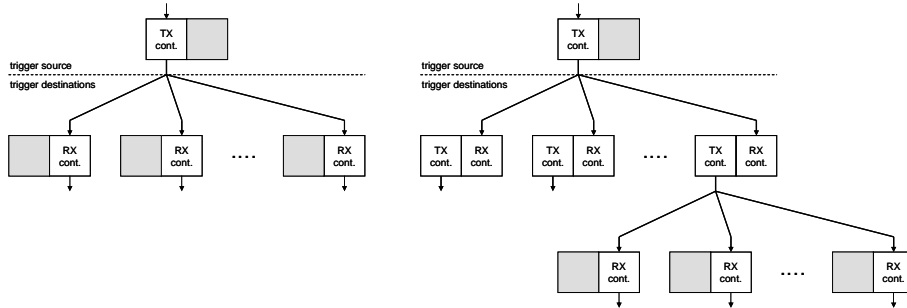 TX
cont.
trigger source
trigger destinations
RX
cont.
RX
cont.
....
RX
cont.
TX
cont.
trigger source
trigger destinations
TX
cont.
RX
cont.
TX
cont.
RX
cont.
....
TX
cont.
RX
cont.
RX
cont.
RX
cont.
....
RX
cont.